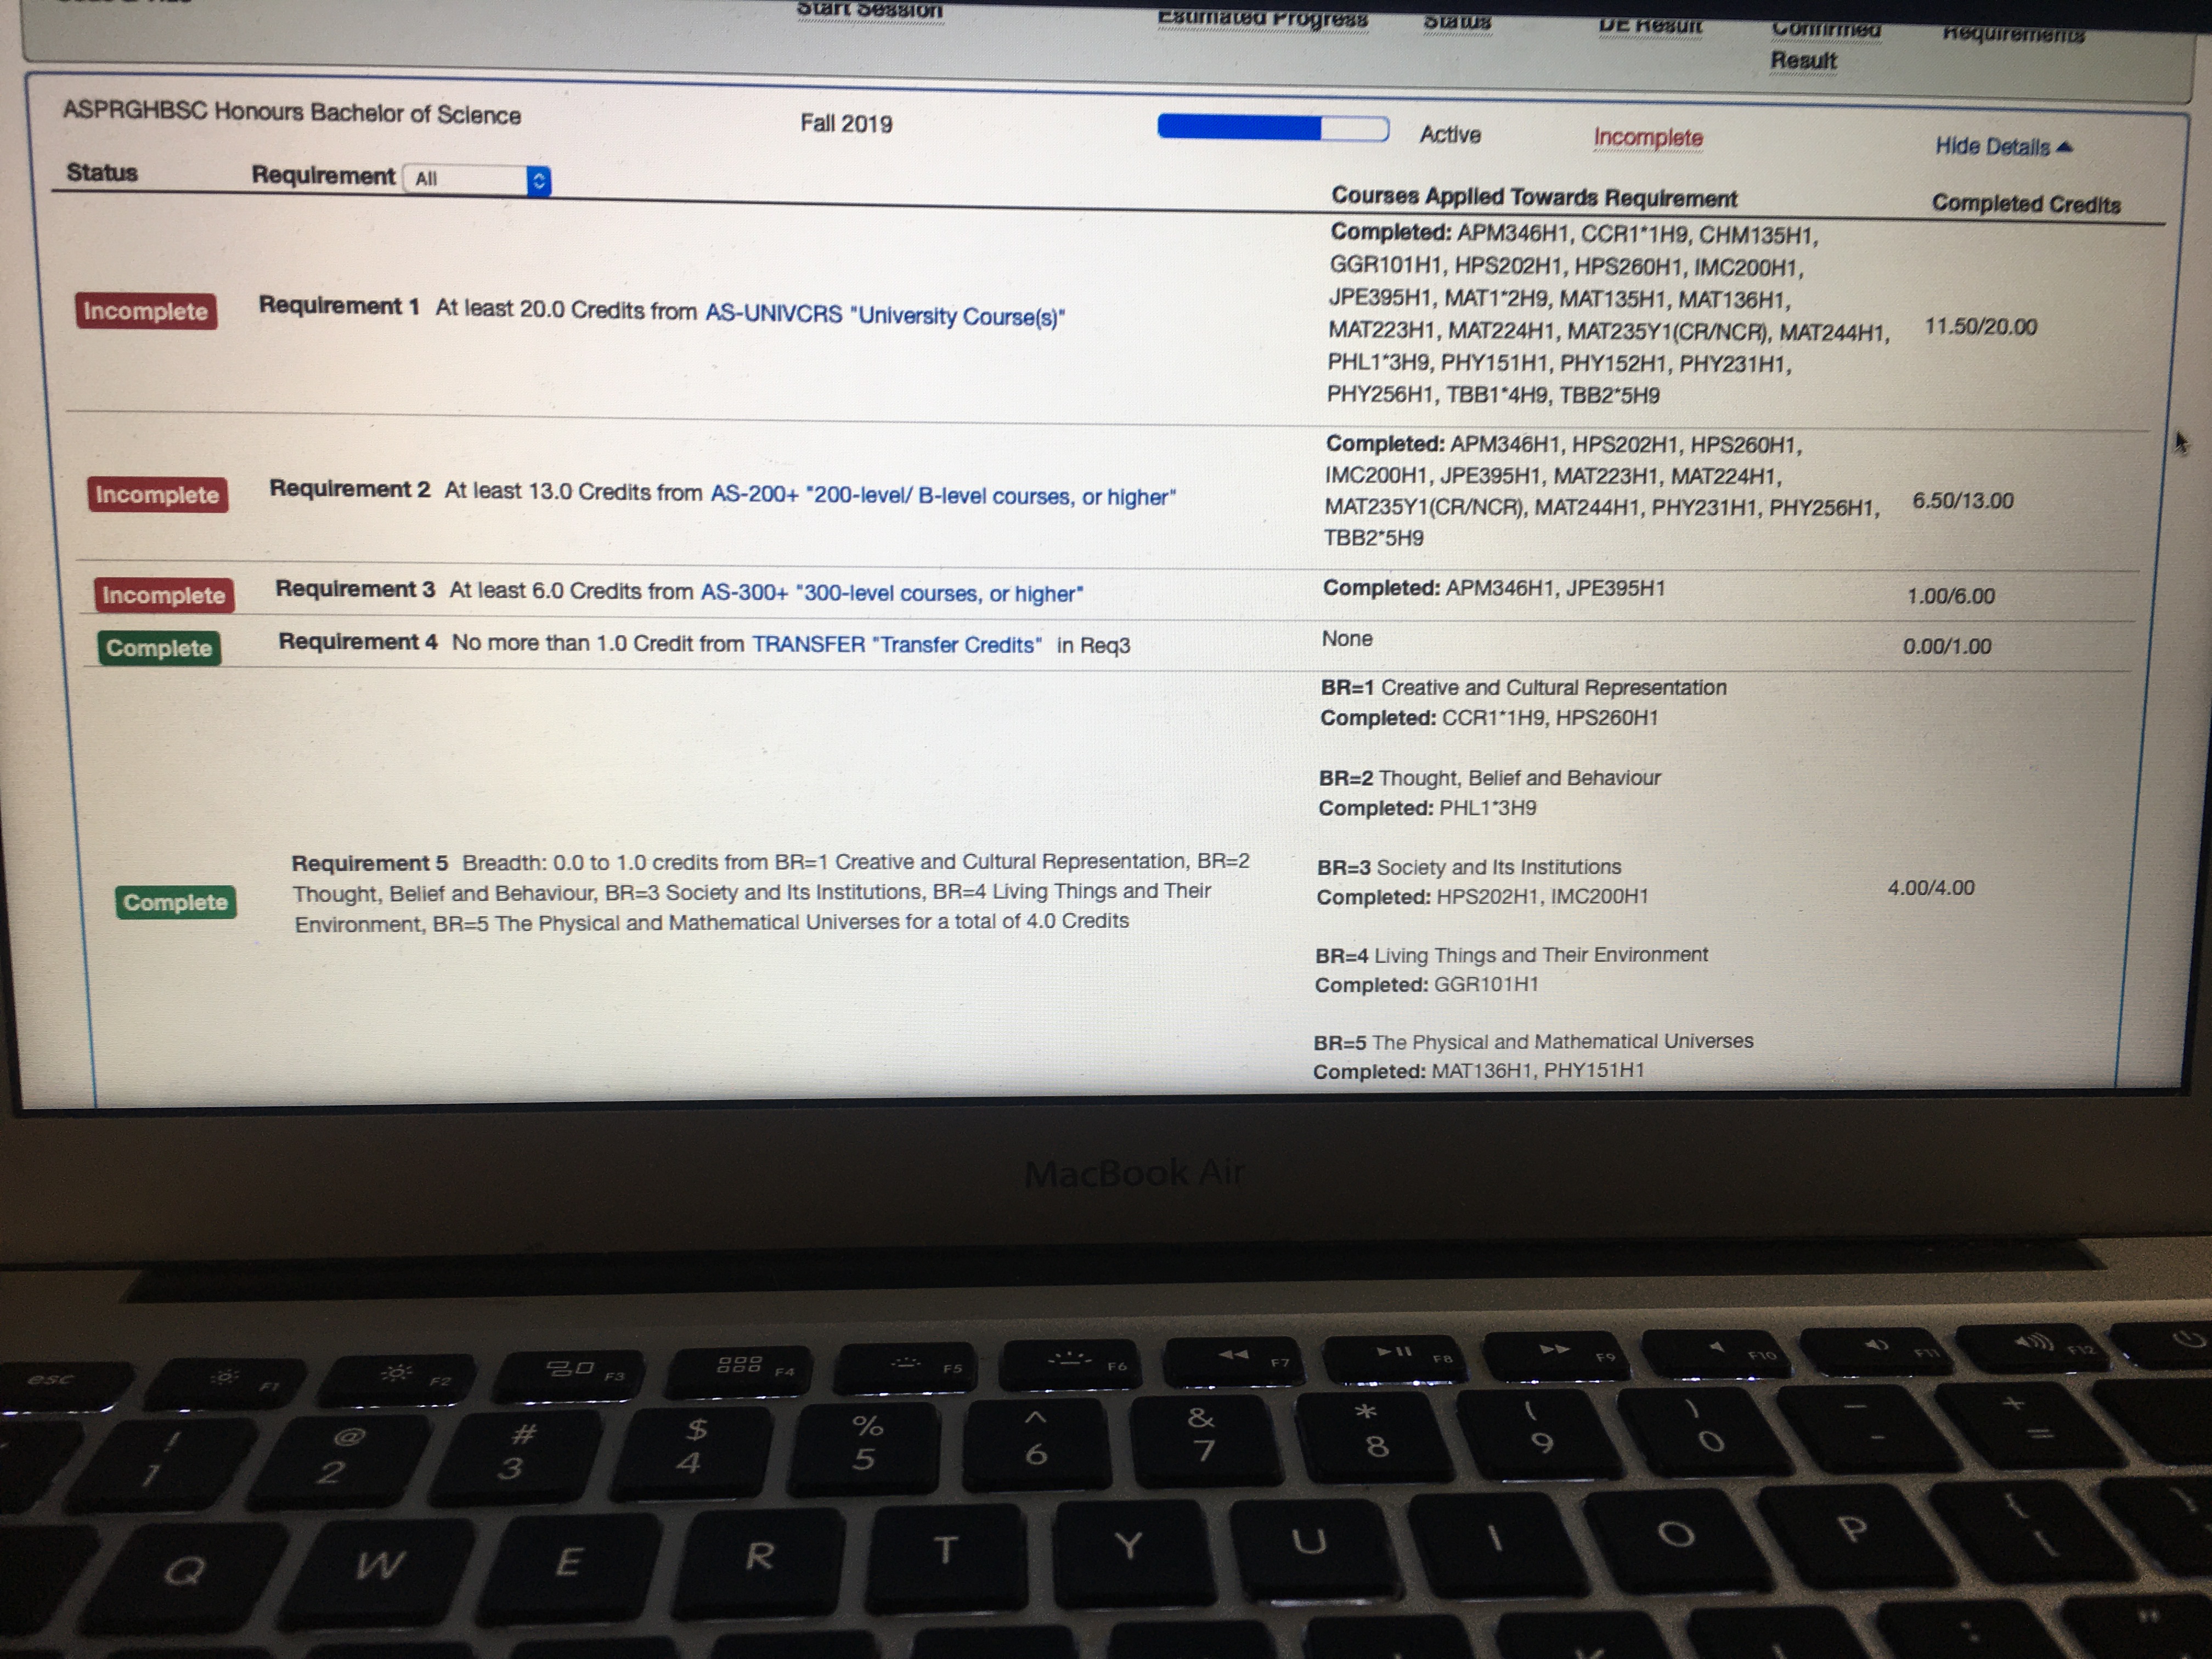 Start Session Estimated Progress Status DE Result Confirmed Result Requirements
ASPRGHBSC Honours Bachelor of Science Fall 2019 Active Incomplete Hide Details
Status Requirement All Courses Applied Towards Requirement Completed Credits
Incomplete Requirement 1 At least 20.0 Credits from AS-UNIVCRS "University Course(s)"
Completed: APM346H1, CCR1*1H9, CHM135H1,
GGR101H1, HPS202H1, HPS260H1, IMC200H1,
JPE395H1, MAT1*2H9, MAT135H1, MAT136H1,
MAT223H1, MAT224H1, MAT235Y1(CR/NCR), MAT244H1,
PHL1*3H9, PHY151H1, PHY152H1, PHY231H1,
PHY256H1, TBB1*4H9, TBB2*5H9
11.50/20.00
Incomplete Requirement 2 At least 13.0 Credits from AS-200+ "200-level/ B-level courses, or higher"
Completed: APM346H1, HPS202H1, HPS260H1,
IMC200H1, JPE395H1, MAT223H1, MAT224H1,
MAT235Y1(CR/NCR), MAT244H1, PHY231H1, PHY256H1,
TBB2*5H9
6.50/13.00
Incomplete Requirement 3 At least 6.0 Credits from AS-300+ "300-level courses, or higher" Completed: APM346H1, JPE395H1 1.00/6.00
Complete Requirement 4 No more than 1.0 Credit from TRANSFER "Transfer Credits" in Req3 None 0.00/1.00
Complete
Requirement 5 Breadth: 0.0 to 1.0 credits from BR=1 Creative and Cultural Representation, BR=2
Thought, Belief and Behaviour, BR=3 Society and Its Institutions, BR=4 Living Things and Their
Environment, BR=5 The Physical and Mathematical Universes for a total of 4.0 Credits
BR=1 Creative and Cultural Representation
Completed: CCR1*1H9, HPS260H1
BR=2 Thought, Belief and Behaviour
Completed: PHL1*3H9
BR=3 Society and Its Institutions
Completed: HPS202H1, IMC200H1
BR=4 Living Things and Their Environment
Completed: GGR101H1
BR=5 The Physical and Mathematical Universes
Completed: MAT136H1, PHY151H1
4.00/4.00
MacBook Air
esc F1 F2 F3 F4 F5 F6 F7 F8 F9 F10 F11 F12
! @ # $ % ^ & * ( ) — +
1 2 3 4 5 6 7 8 9 0 - =
Q W E R T Y U I O P { [